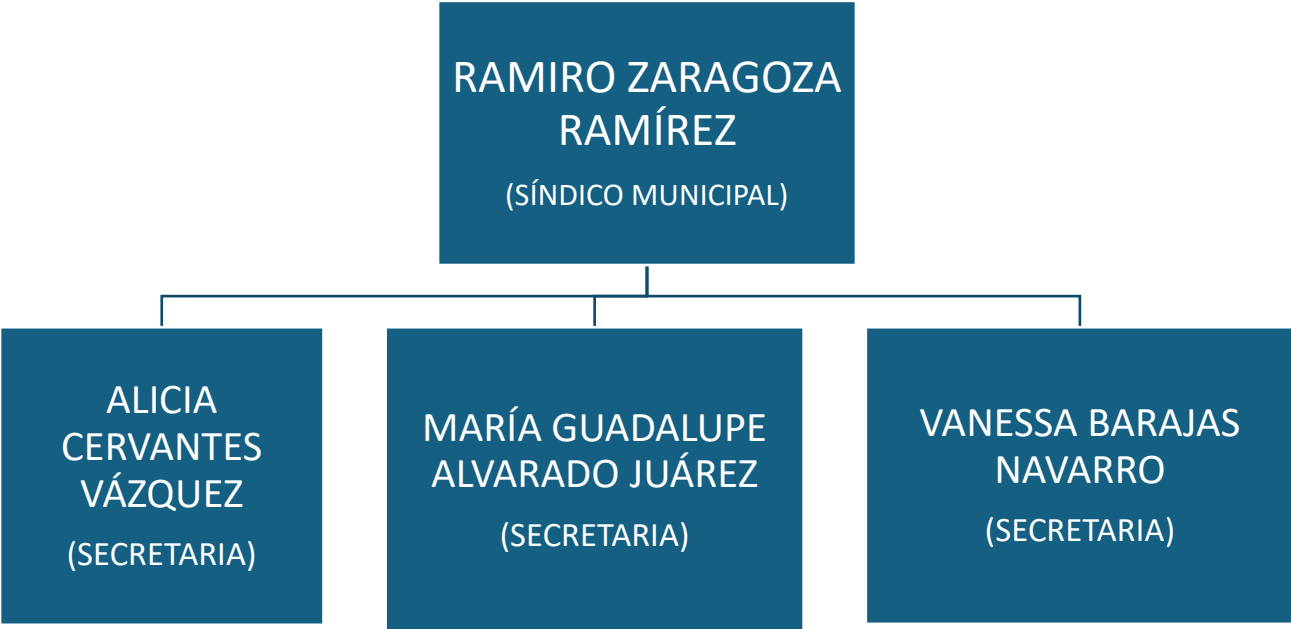 RAMIRO ZARAGOZA
RAMÍREZ
(SÍNDICO MUNICIPAL)
ALICIA
CERVANTES
VÁZQUEZ
(SECRETARIA)
MARÍA GUADALUPE
ALVARADO JUÁREZ
(SECRETARIA)
VANESSA BARAJAS
NAVARRO
(SECRETARIA)